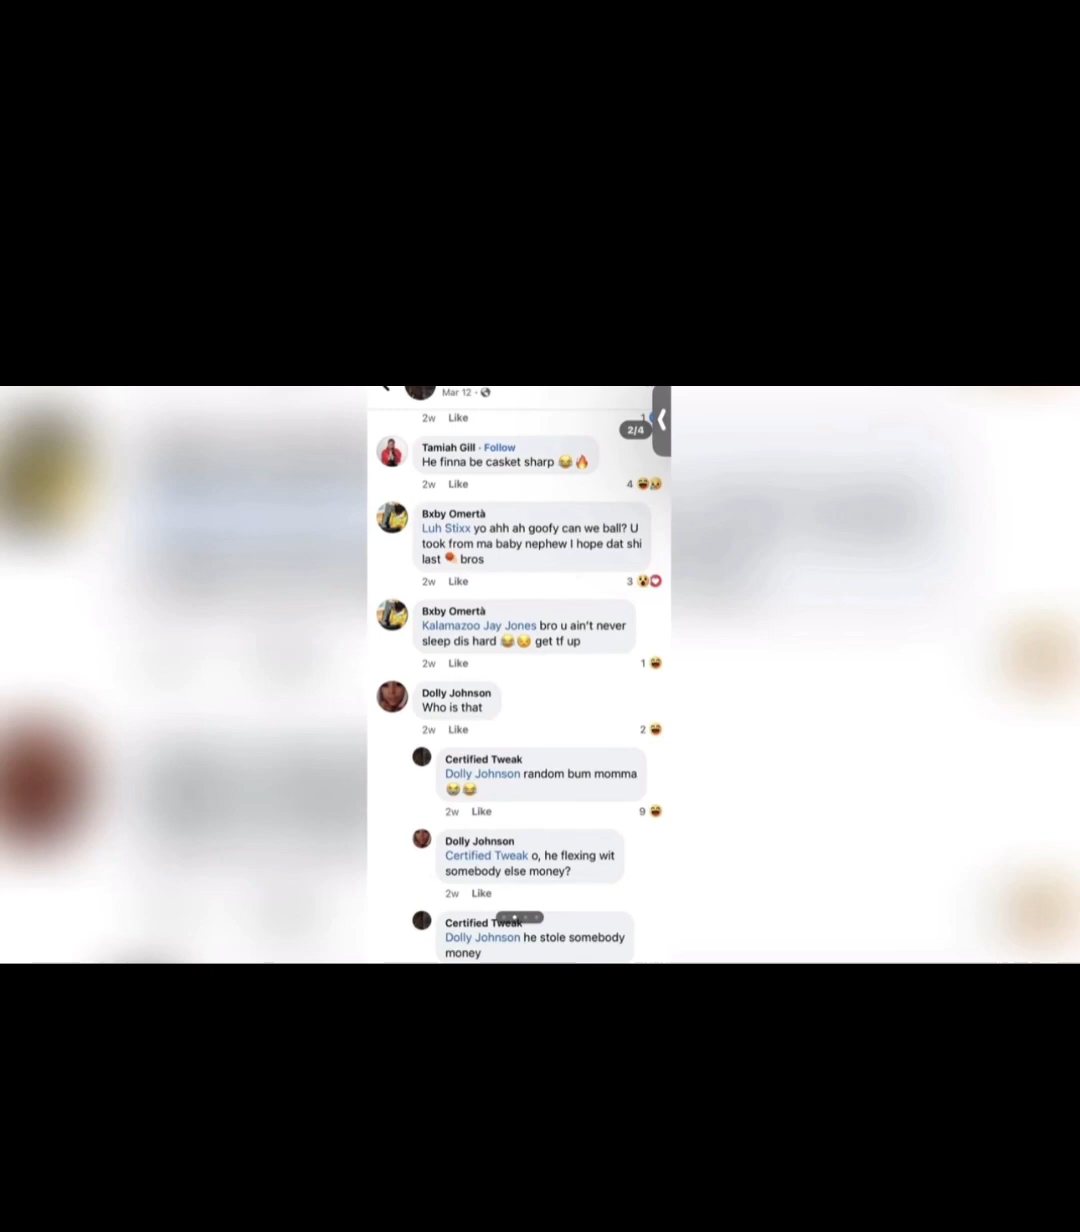 Mar 12 ·
2w Like 1
2/4
Tamiah Gill · Follow
He finna be casket sharp 😂🔥
2w Like 4
Bxby Omertà
Luh Stixx yo ahh ah goofy can we ball? U
took from ma baby nephew I hope dat shi
last bros
2w Like 3
Bxby Omertà
Kalamazoo Jay Jones bro u ain't never
sleep dis hard 😂😒 get tf up
2w Like 1
Dolly Johnson
Who is that
2w Like 2
Certified Tweak
Dolly Johnson random bum momma
😭😂
2w Like 9
Dolly Johnson
Certified Tweak o, he flexing wit
somebody else money?
2w Like
Certified Tweak
Dolly Johnson he stole somebody
money